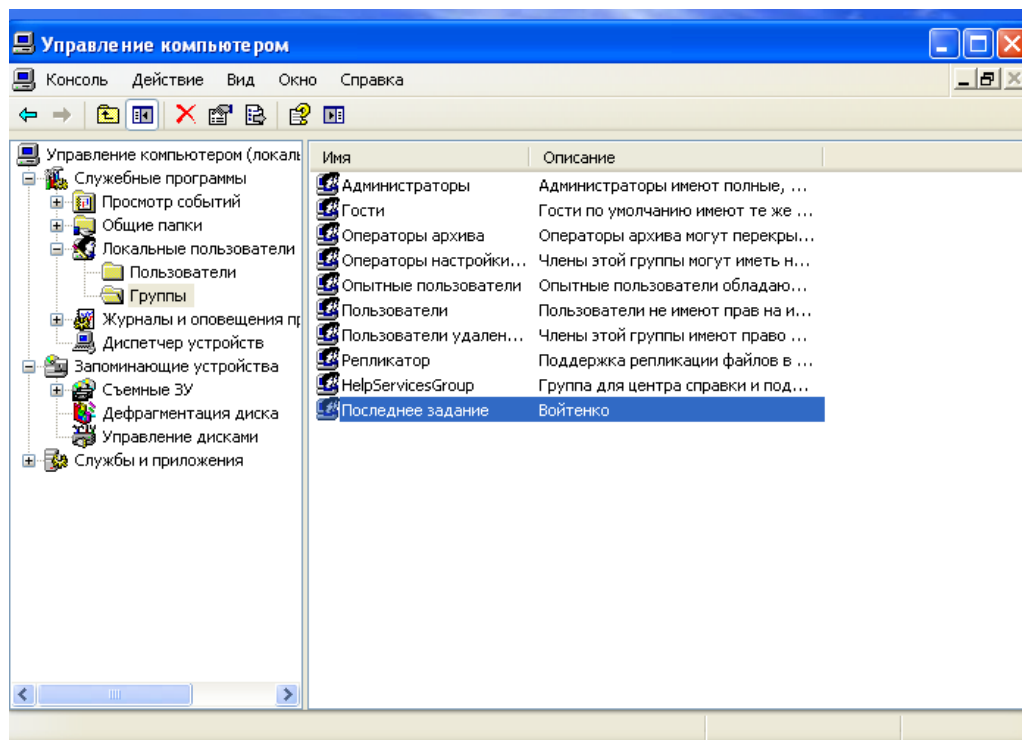 Управление компьютером
Консоль Действие Вид Окно Справка
Управление компьютером (локаль
Служебные программы
Просмотр событий
Общие папки
Локальные пользователи
Пользователи
Группы
Журналы и оповещения пр
Диспетчер устройств
Запоминающие устройства
Съемные ЗУ
Дефрагментация диска
Управление дисками
Службы и приложения
Имя Описание
Администраторы Администраторы имеют полные, ...
Гости Гости по умолчанию имеют те же ...
Операторы архива Операторы архива могут перекры...
Операторы настройки... Члены этой группы могут иметь н...
Опытные пользователи Опытные пользователи обладаю...
Пользователи Пользователи не имеют прав на и...
Пользователи удален... Члены этой группы имеют право ...
Репликатор Поддержка репликации файлов в ...
HelpServicesGroup Группа для центра справки и под...
Последнее задание Войтенко